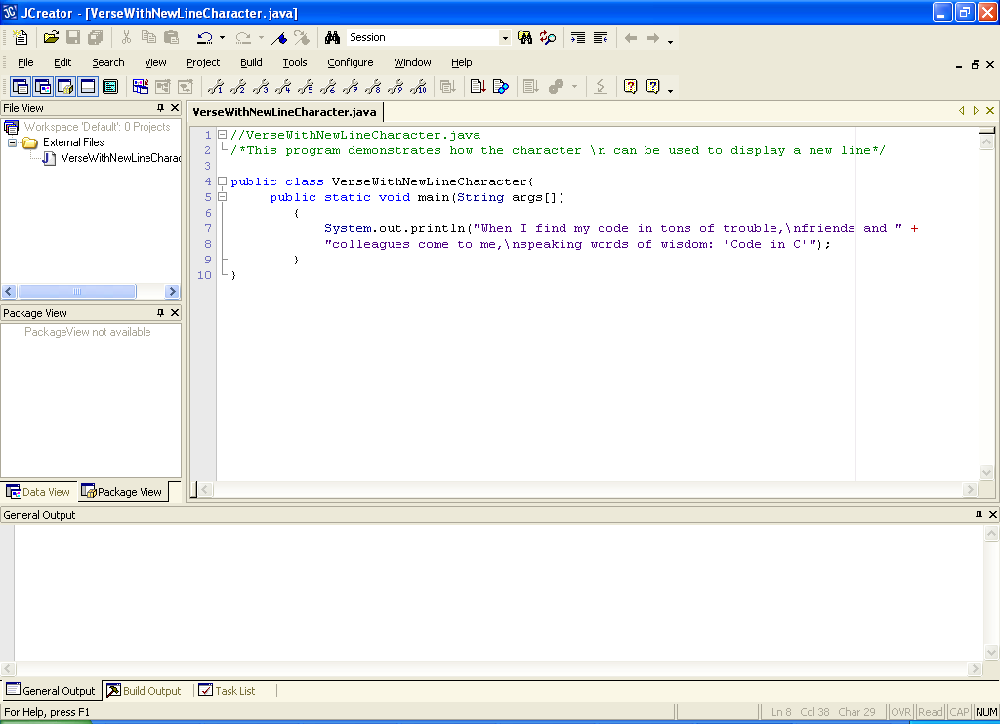 JCreator - [VerseWithNewLineCharacter.java]
Session
File Edit Search View Project Build Tools Configure Window Help
File View
Workspace 'Default': 0 Projects
External Files
VerseWithNewLineCharac
Package View
PackageView not available
Data View Package View
VerseWithNewLineCharacter.java
1 //VerseWithNewLineCharacter.java
2 /*This program demonstrates how the character \n can be used to display a new line*/
3
4 public class VerseWithNewLineCharacter{
5 public static void main(String args[])
6 {
7 System.out.println("When I find my code in tons of trouble,\nfriends and " +
8 "colleagues come to me,\nspeaking words of wisdom: 'Code in C'");
9 }
10 }
General Output
General Output Build Output Task List
For Help, press F1 Ln 8 Col 38 Char 29 OVR Read CAP NUM